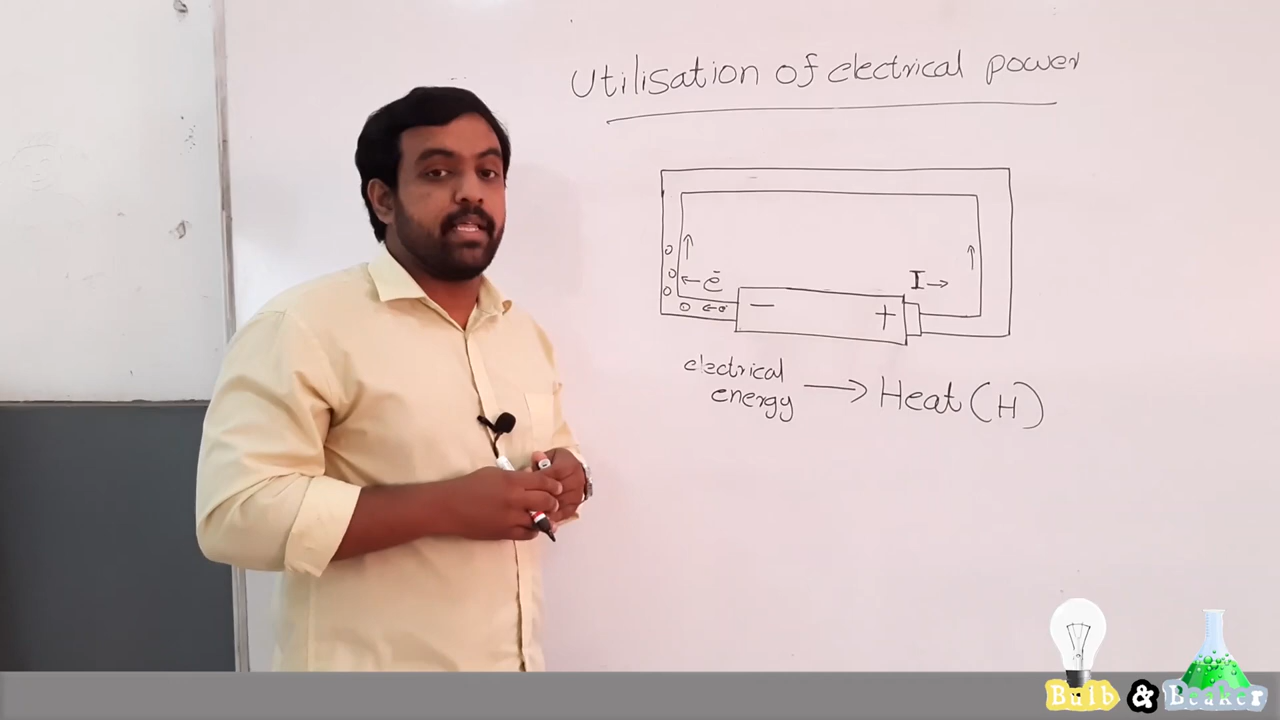 Utilisation of electrical power
I →
← ē
−
+
electrical
energy → Heat (H)
Bulb & Beaker